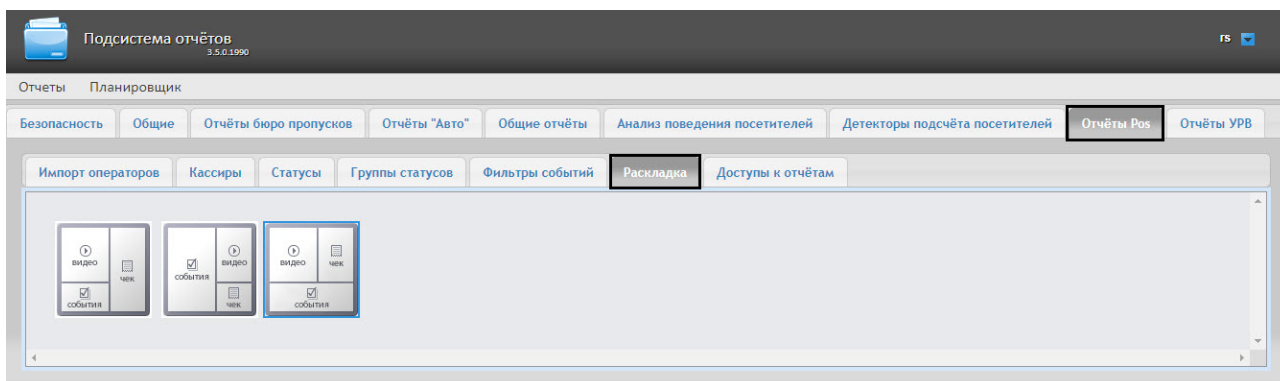 Подсистема отчётов
3.5.0.1990
rs
Отчеты Планировщик
Безопасность Общие Отчёты бюро пропусков Отчёты "Авто" Общие отчёты Анализ поведения посетителей Детекторы подсчёта посетителей Отчёты Pos Отчёты УРВ
Импорт операторов Кассиры Статусы Группы статусов Фильтры событий Раскладка Доступы к отчётам
видео чек события
события видео чек
видео чек события